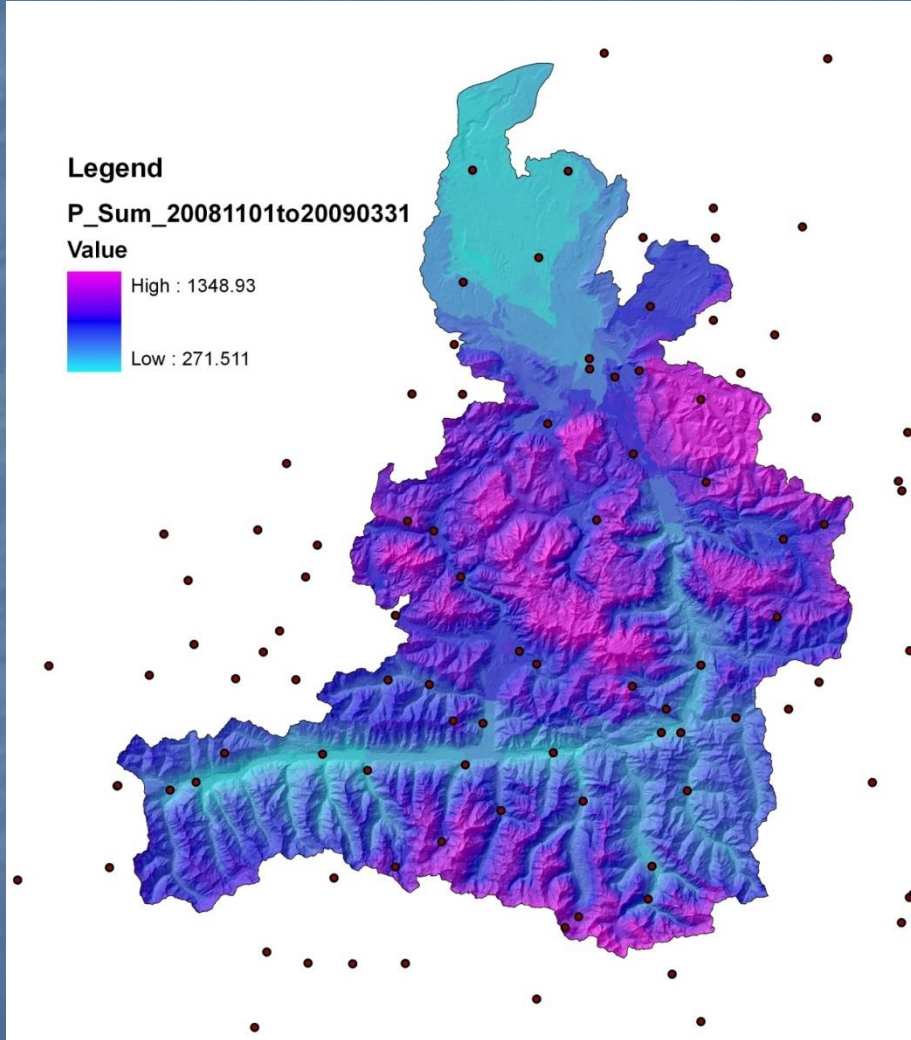 Legend
P_Sum_20081101to20090331
Value
High : 1348.93
Low : 271.511